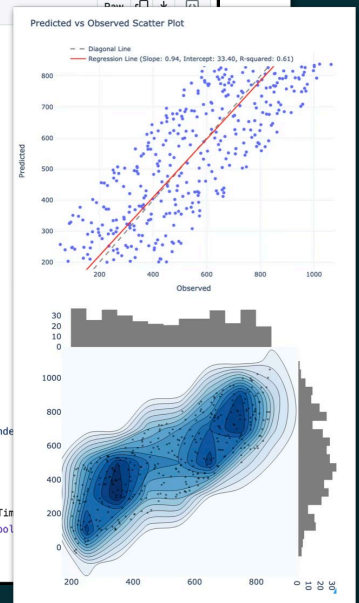 Raw
Predicted vs Observed Scatter Plot
Diagonal Line
Regression Line (Slope: 0.94, Intercept: 33.40, R-squared: 0.61)
800
700
600
500
400
300
200
Predicted
200 400 600 800 1000
Observed
30
20
10
0
1000
800
600
400
200
0
200 400 600 800
0 10 20 30